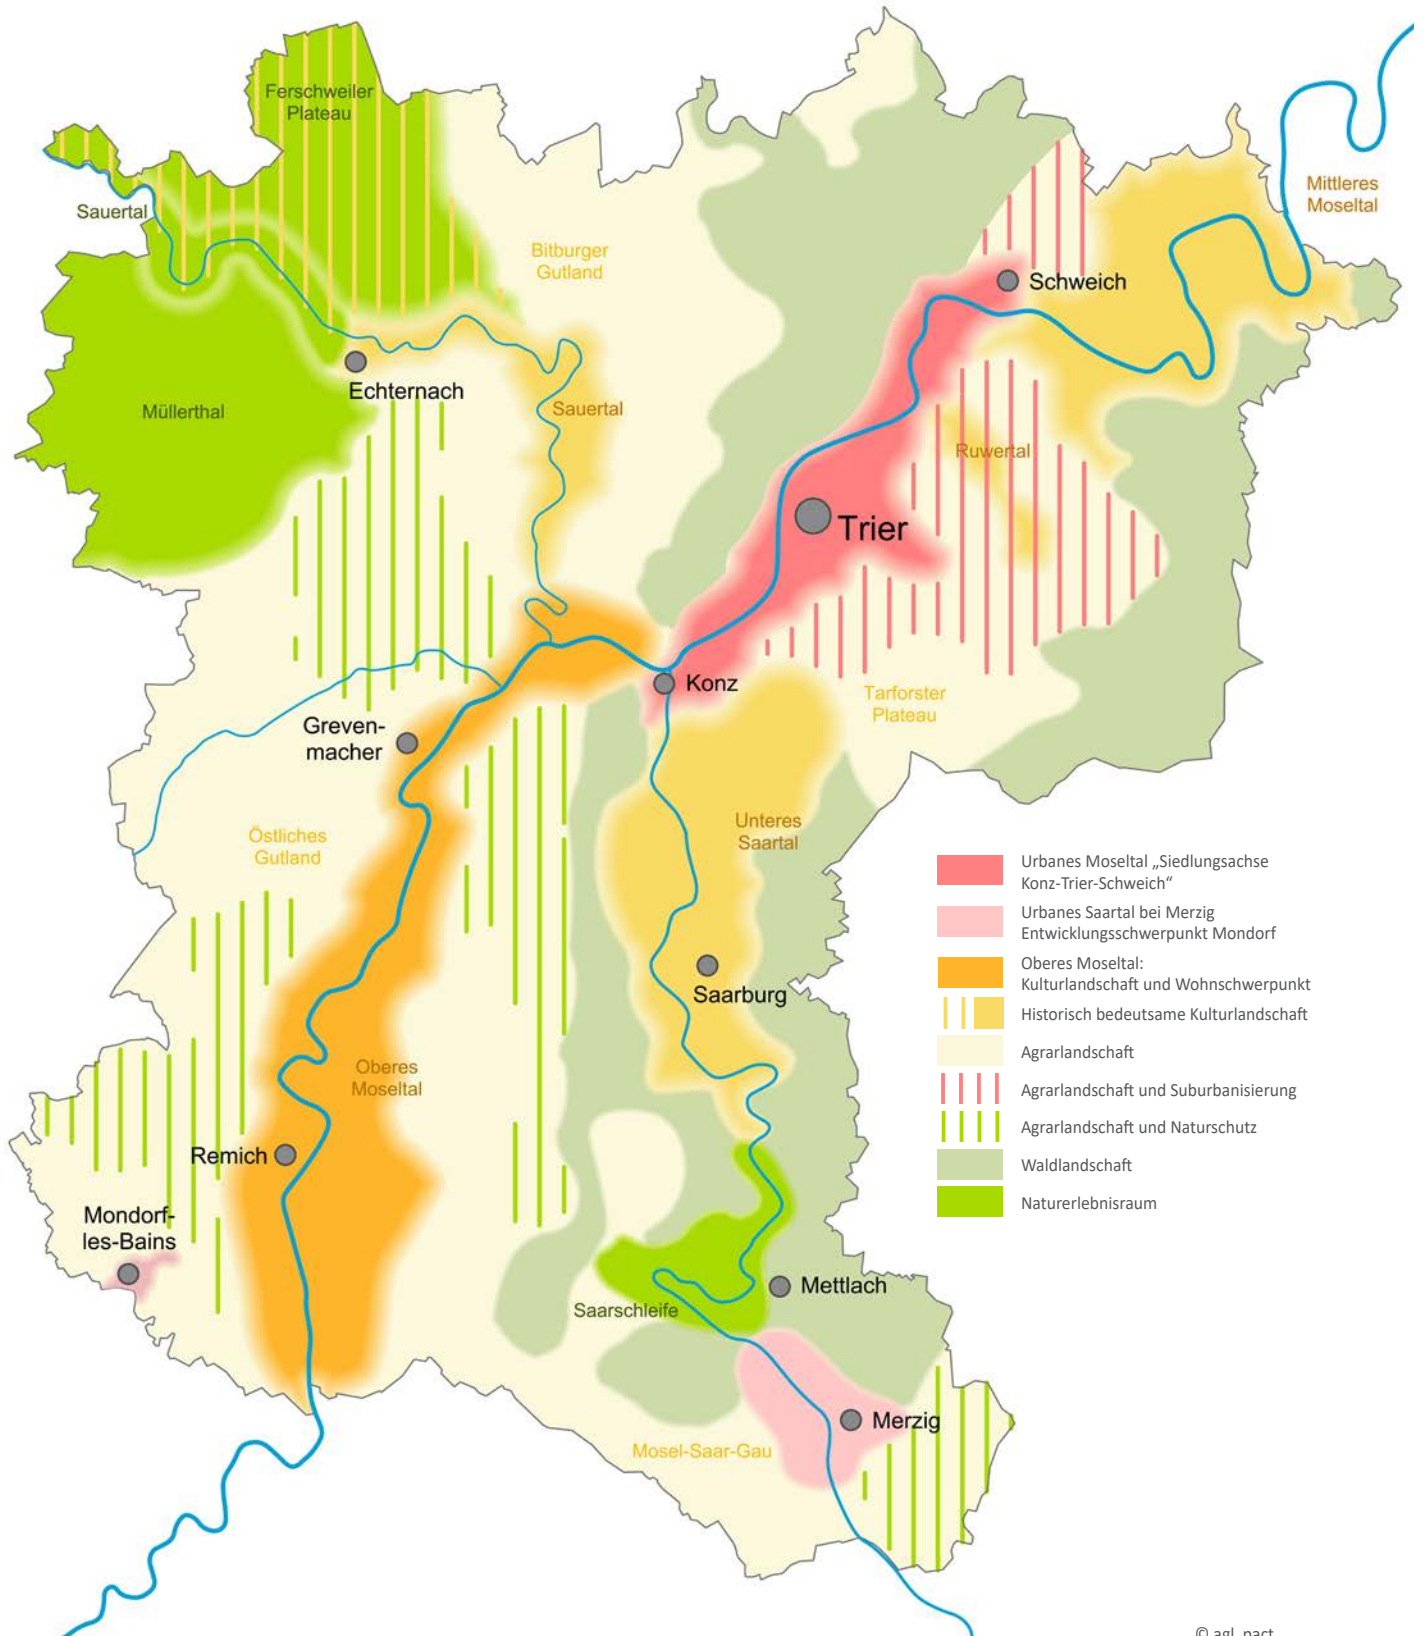 Ferschweiler
Plateau
Sauertal
Mittleres
Moseltal
Bitburger
Gutland
Schweich
Echternach
Müllerthal
Sauertal
Ruwertal
Trier
Konz
Tarforster
Plateau
Greven-
macher
Östliches
Gutland
Unteres
Saartal
Saarburg
Oberes
Moseltal
Remich
Mondorf-
les-Bains
Mettlach
Saarschleife
Merzig
Mosel-Saar-Gau
Urbanes Moseltal „Siedlungsachse
Konz-Trier-Schweich“
Urbanes Saartal bei Merzig
Entwicklungsschwerpunkt Mondorf
Oberes Moseltal:
Kulturlandschaft und Wohnschwerpunkt
Historisch bedeutsame Kulturlandschaft
Agrarlandschaft
Agrarlandschaft und Suburbanisierung
Agrarlandschaft und Naturschutz
Waldlandschaft
Naturerlebnisraum
© agl, pact